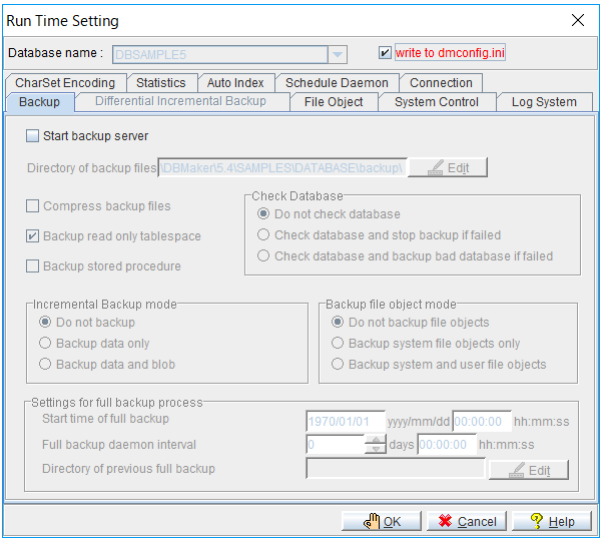 Run Time Setting
Database name : DBSAMPLE5 write to dmconfig.ini
CharSet Encoding Statistics Auto Index Schedule Daemon Connection
Backup Differential Incremental Backup File Object System Control Log System
Start backup server
Directory of backup files \DBMaker\5.4\SAMPLES\DATABASE\backup\ Edit
Compress backup files
Backup read only tablespace
Backup stored procedure
Check Database
Do not check database
Check database and stop backup if failed
Check database and backup bad database if failed
Incremental Backup mode
Do not backup
Backup data only
Backup data and blob
Backup file object mode
Do not backup file objects
Backup system file objects only
Backup system and user file objects
Settings for full backup process
Start time of full backup 1970/01/01 yyyy/mm/dd 00:00:00 hh:mm:ss
Full backup daemon interval 0 days 00:00:00 hh:mm:ss
Directory of previous full backup Edit
OK Cancel Help